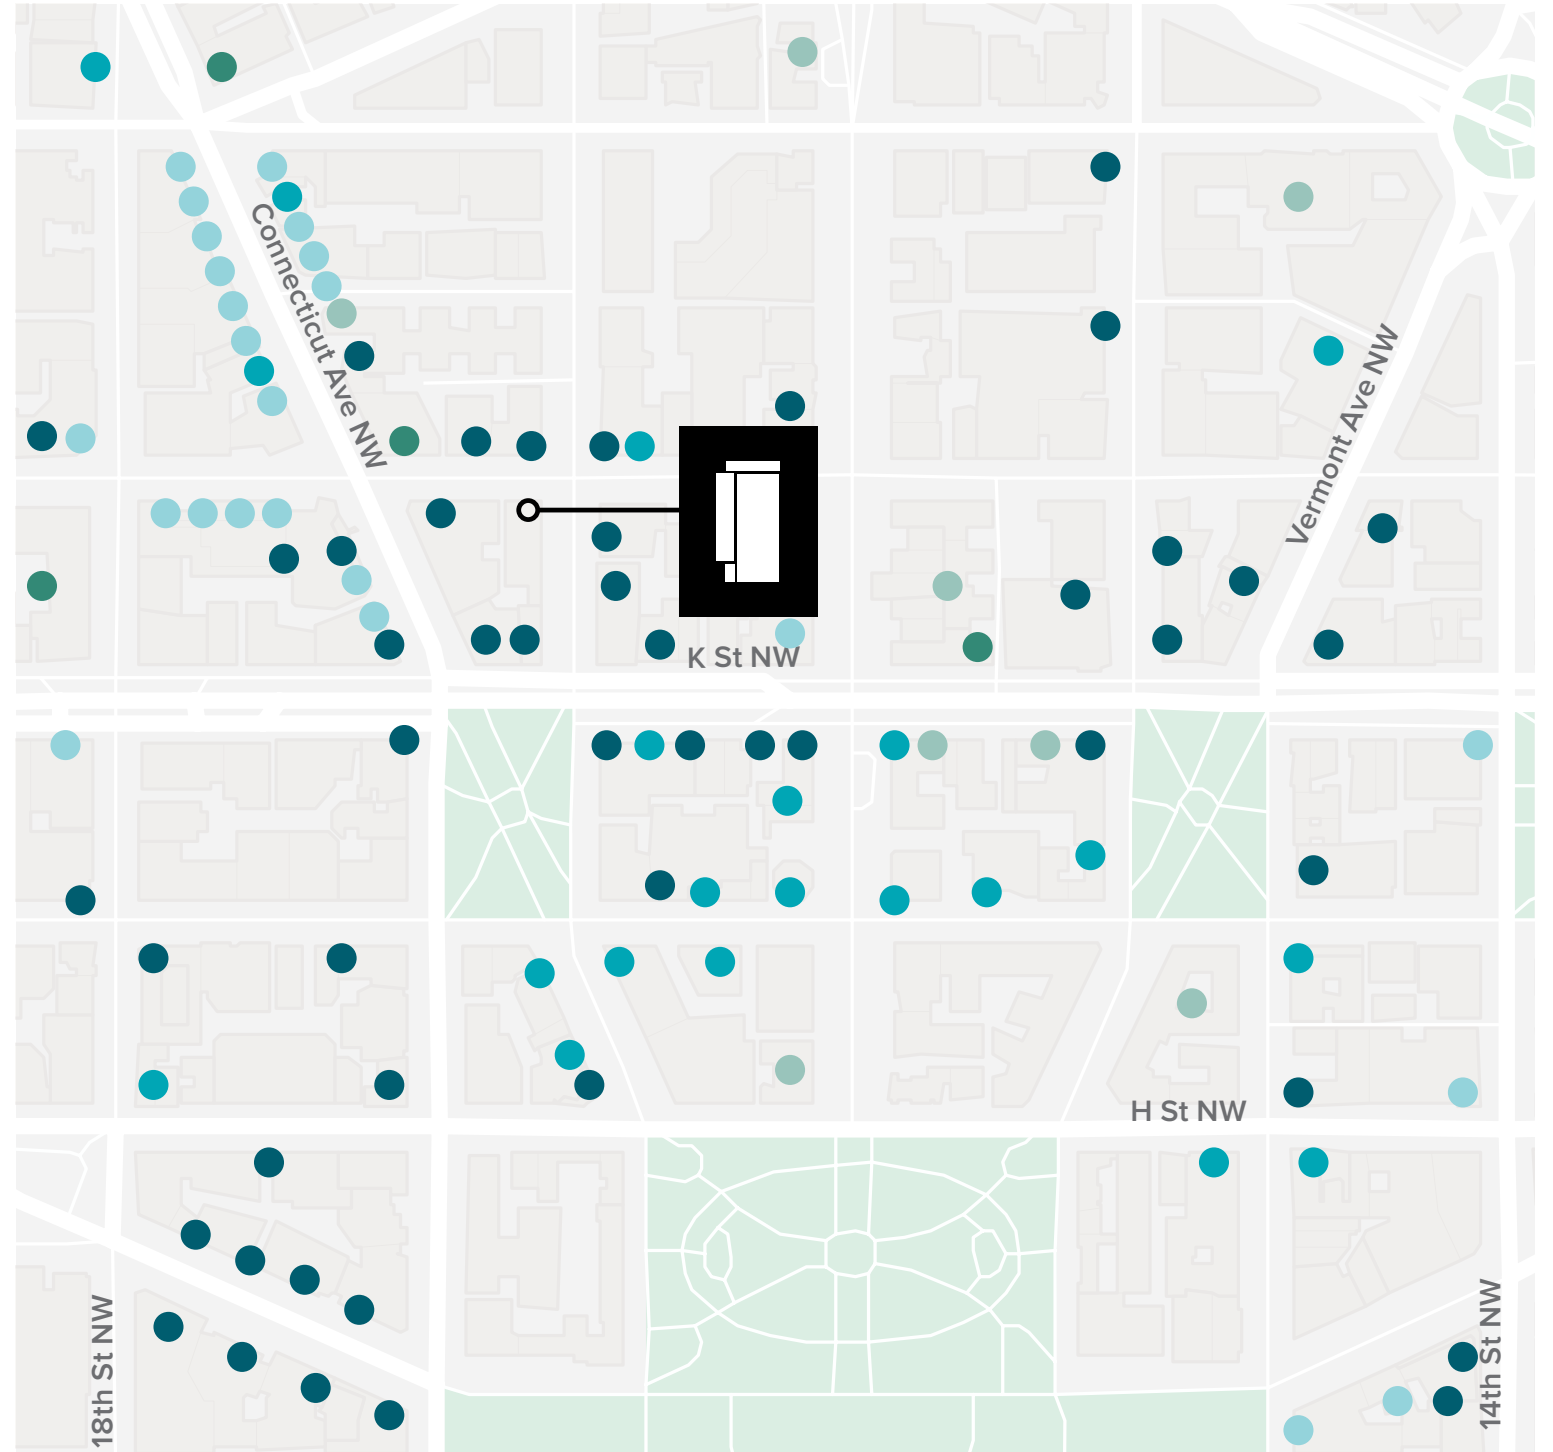 Connecticut Ave NW
Vermont Ave NW
K St NW
H St NW
18th St NW
14th St NW